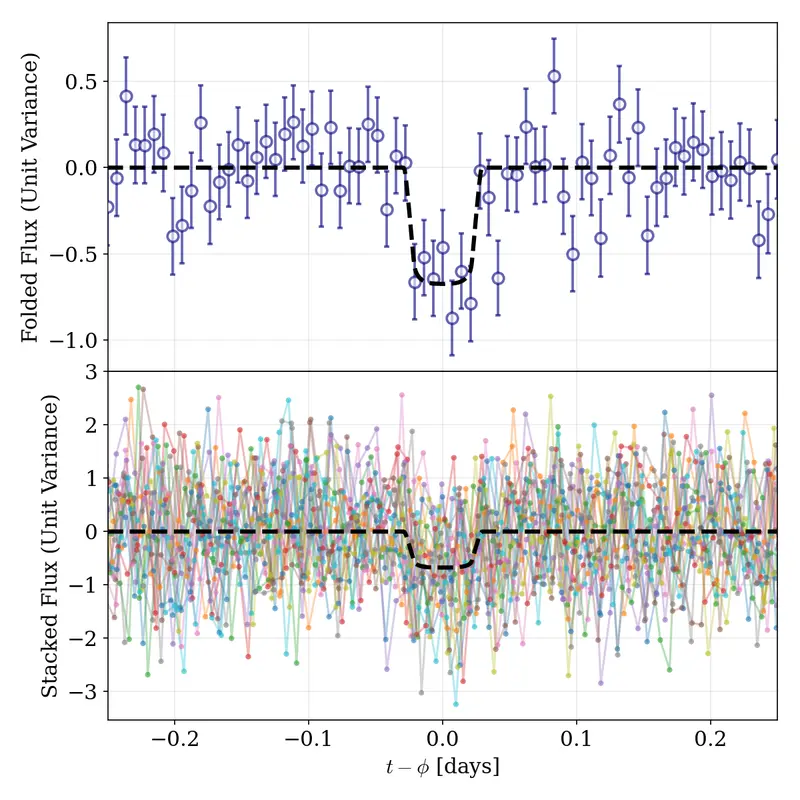 Folded Flux (Unit Variance)
0.5
0.0
−0.5
−1.0
Stacked Flux (Unit Variance)
3
2
1
0
−1
−2
−3
−0.2 −0.1 0.0 0.1 0.2
t − ϕ [days]